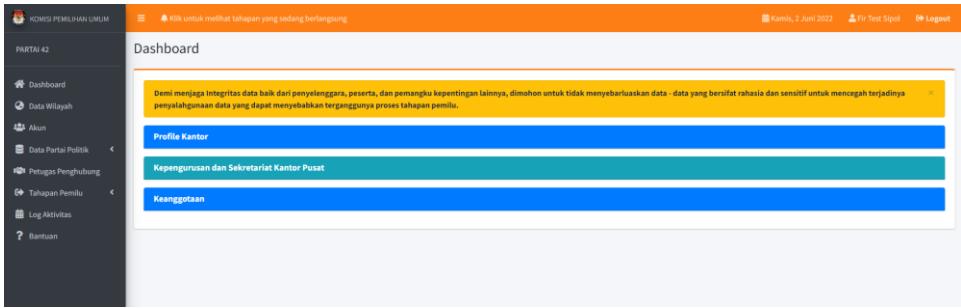 KOMISI PEMILIHAN UMUM
Klik untuk melihat tahapan yang sedang berlangsung
Kamis, 2 Juni 2022
Fir Test Sipol
Logout
PARTAI 42
Dashboard
Data Wilayah
Akun
Data Partai Politik
Petugas Penghubung
Tahapan Pemilu
Log Aktivitas
Bantuan
Dashboard
Demi menjaga Integritas data baik dari penyelenggara, peserta, dan pemangku kepentingan lainnya, dimohon untuk tidak menyebarluaskan data - data yang bersifat rahasia dan sensitif untuk mencegah terjadinya
penyalahgunaan data yang dapat menyebabkan terganggunya proses tahapan pemilu.
Profile Kantor
Kepengurusan dan Sekretariat Kantor Pusat
Keanggotaan